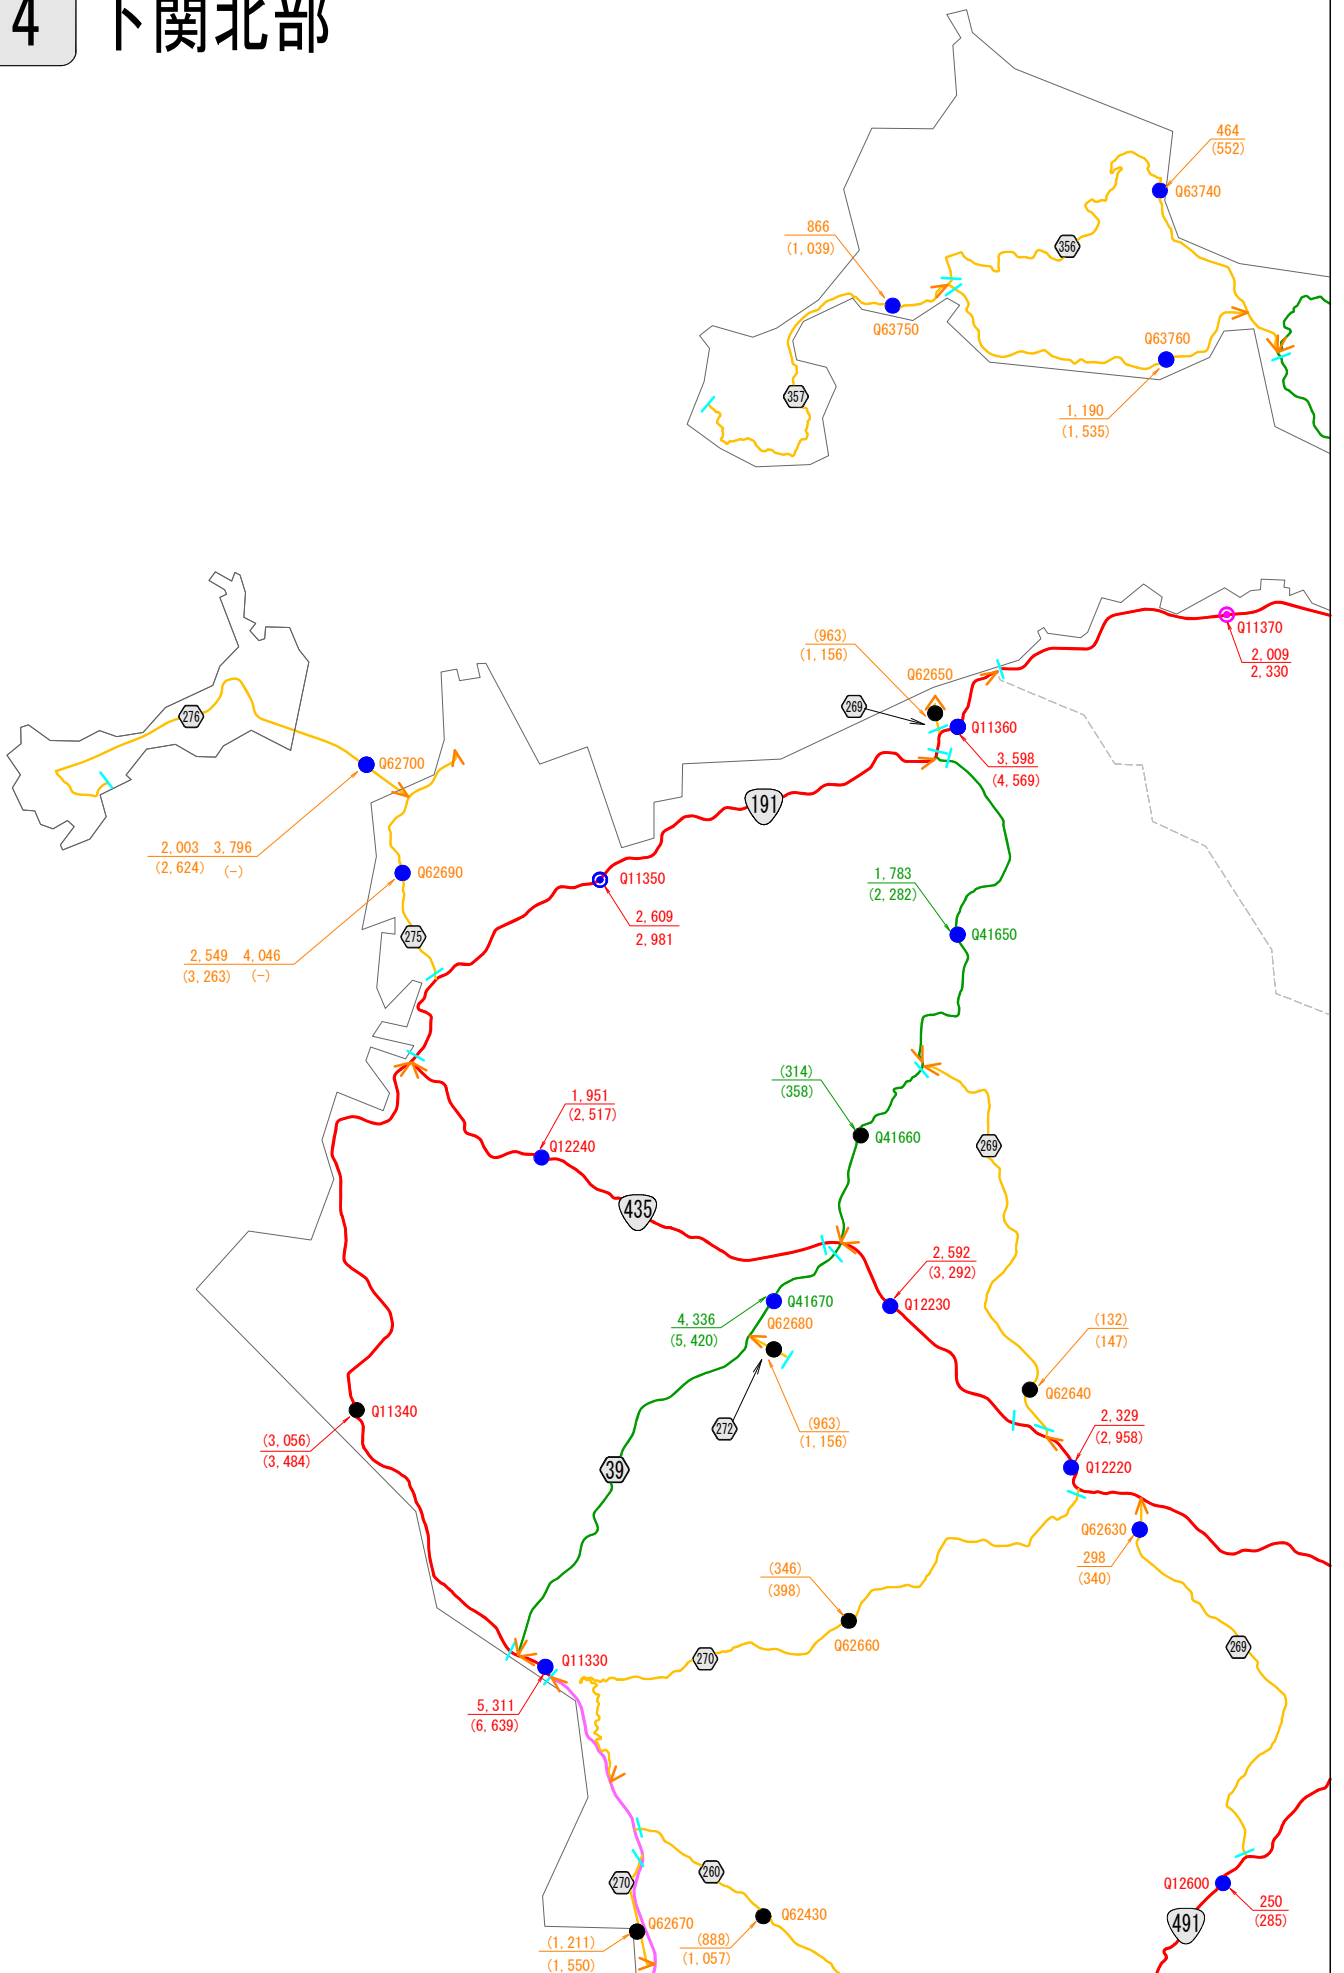 4 下関北部
464
(552)
Q63740
356
866
(1,039)
Q63750
Q63760
1,190
(1,535)
357
Q11370
2,009
2,330
(963)
(1,156)
Q62650
269
Q11360
3,598
(4,569)
276
Q62700
2,003 3,796
(2,624) (-)
Q62690
191
Q11350
2,609
2,981
1,783
(2,282)
Q41650
275
2,549 4,046
(3,263) (-)
(314)
(358)
Q41660
269
1,951
(2,517)
Q12240
435
2,592
(3,292)
Q12230
Q41670
Q62680
4,336
(5,420)
(132)
(147)
Q62640
Q11340
(3,056)
(3,484)
272
(963)
(1,156)
2,329
(2,958)
Q12220
39
Q62630
298
(340)
(346)
(398)
Q62660
270
269
Q11330
5,311
(6,639)
260
270
Q62670
(1,211)
(1,550)
Q62430
(888)
(1,057)
Q12600
250
(285)
491